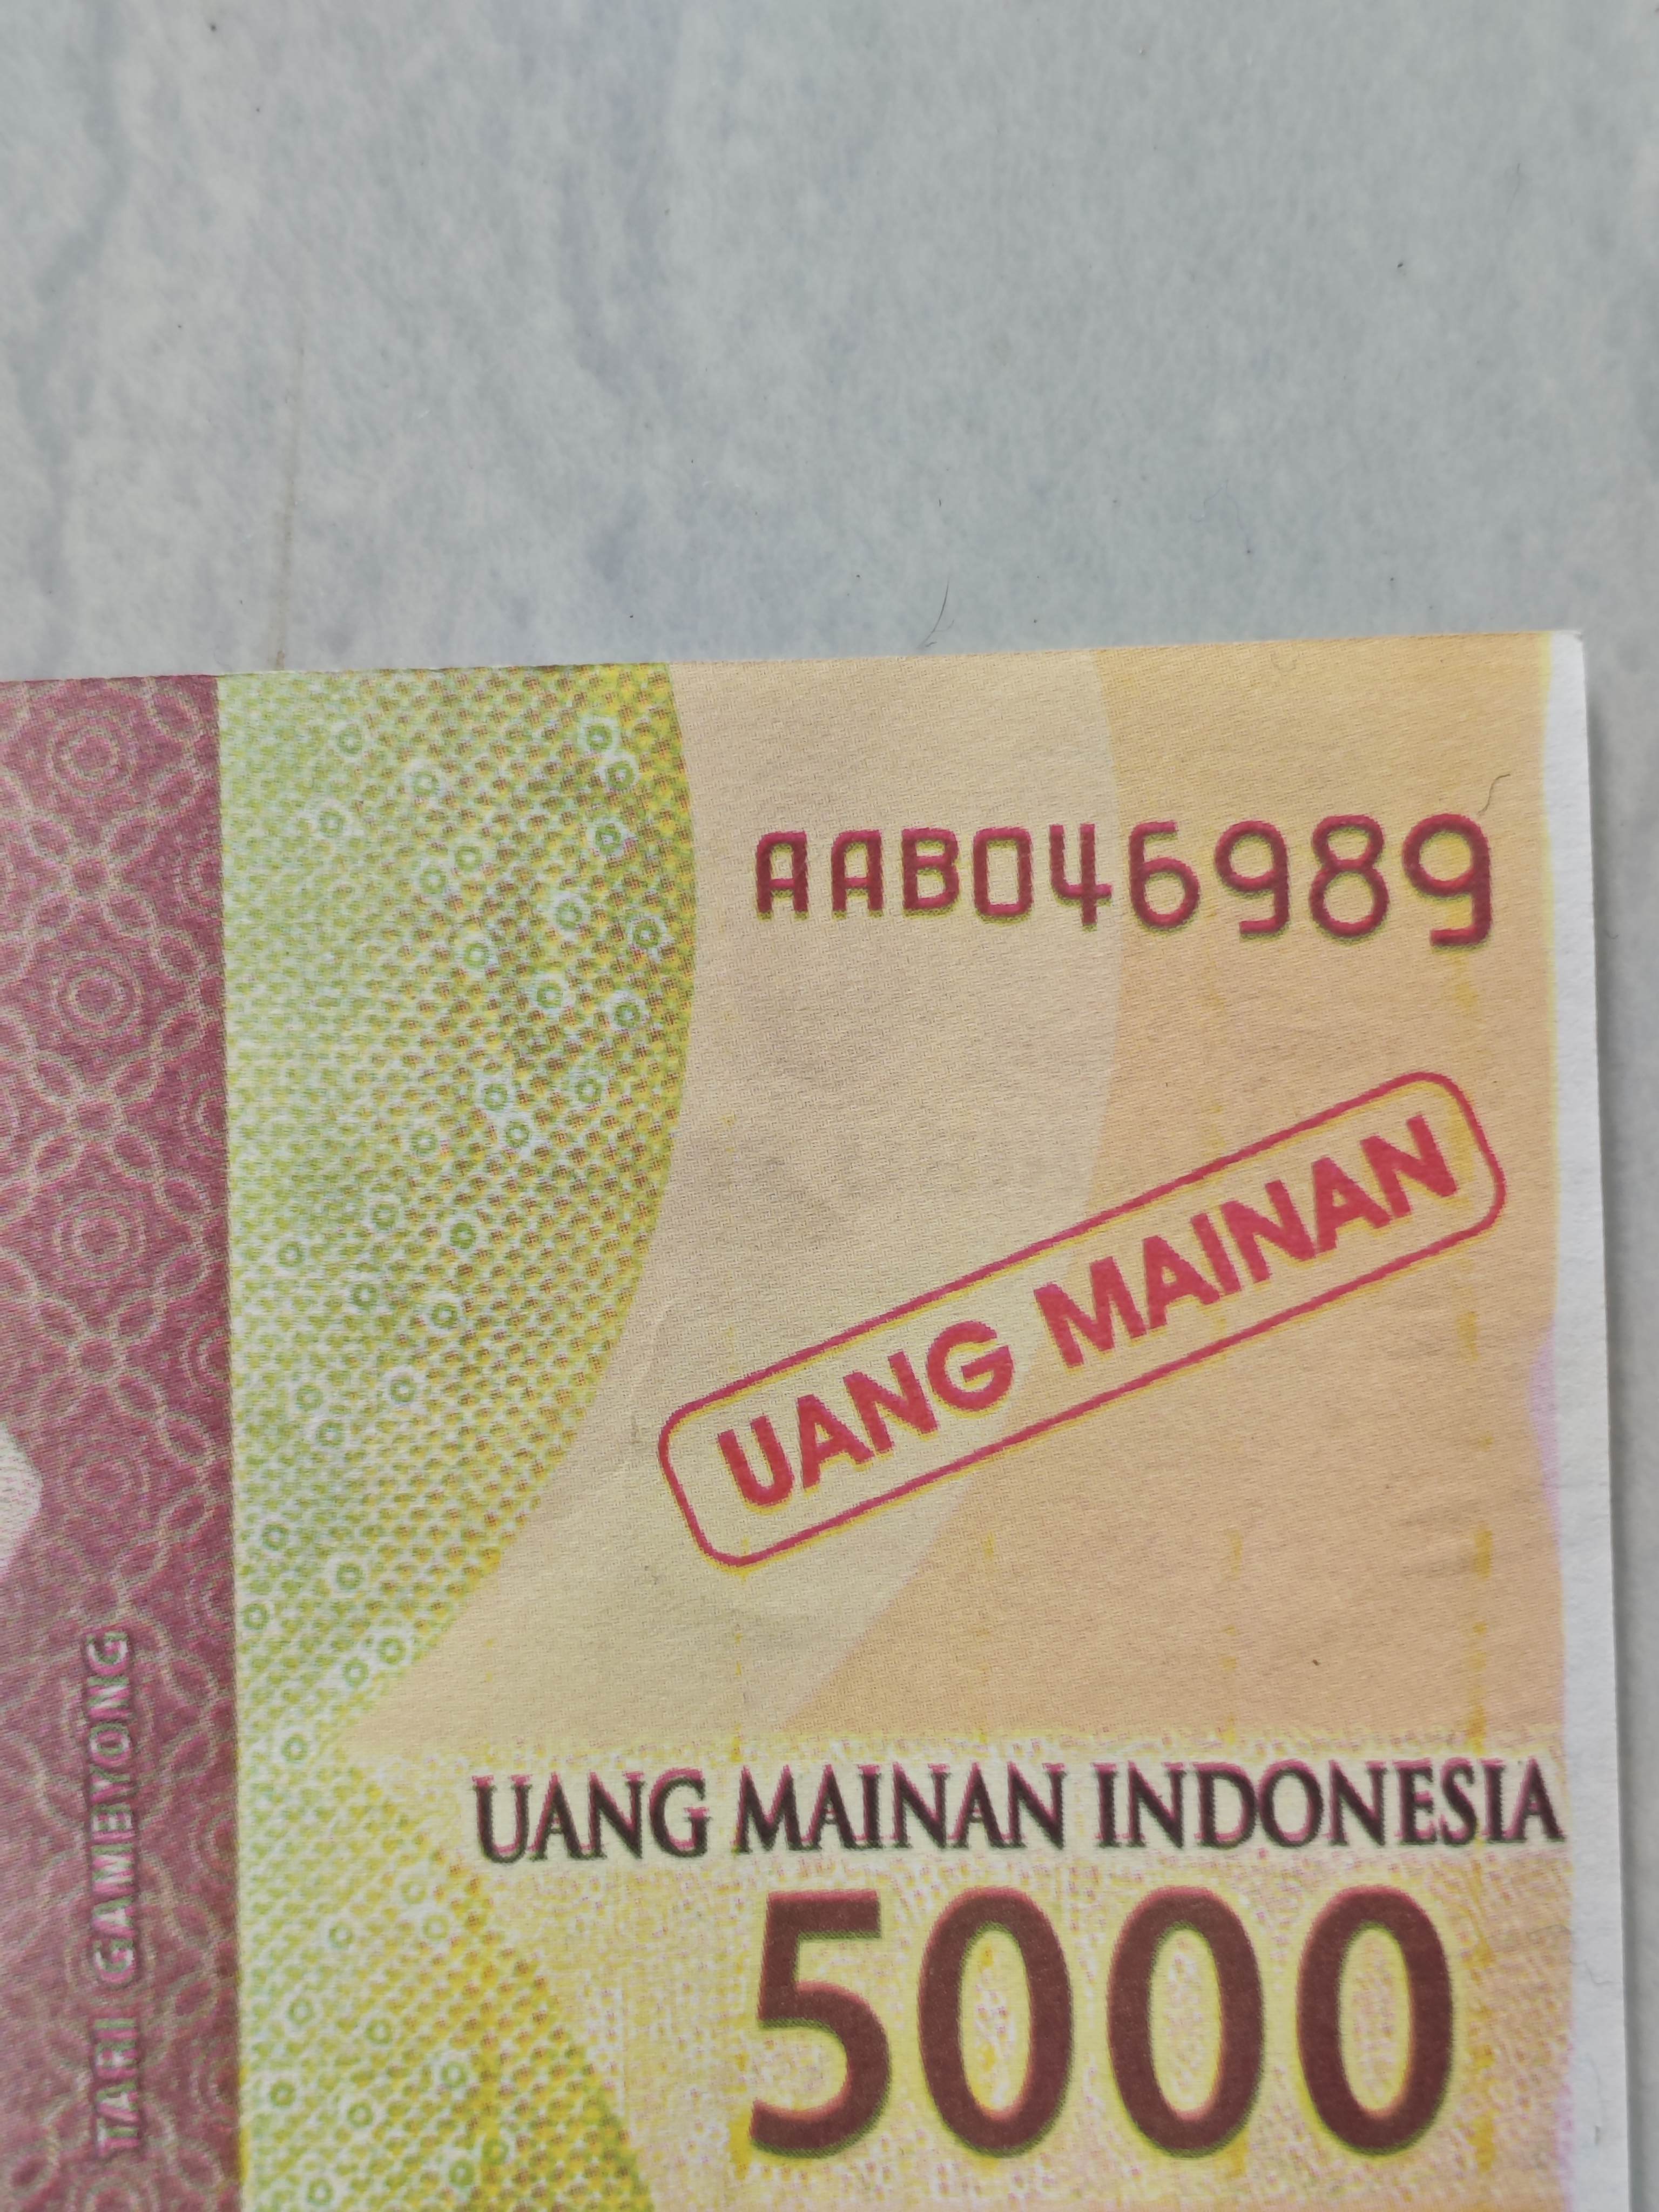 AAB046989
UANG MAINAN
UANG MAINAN INDONESIA
5000
TARI GAMBYONG